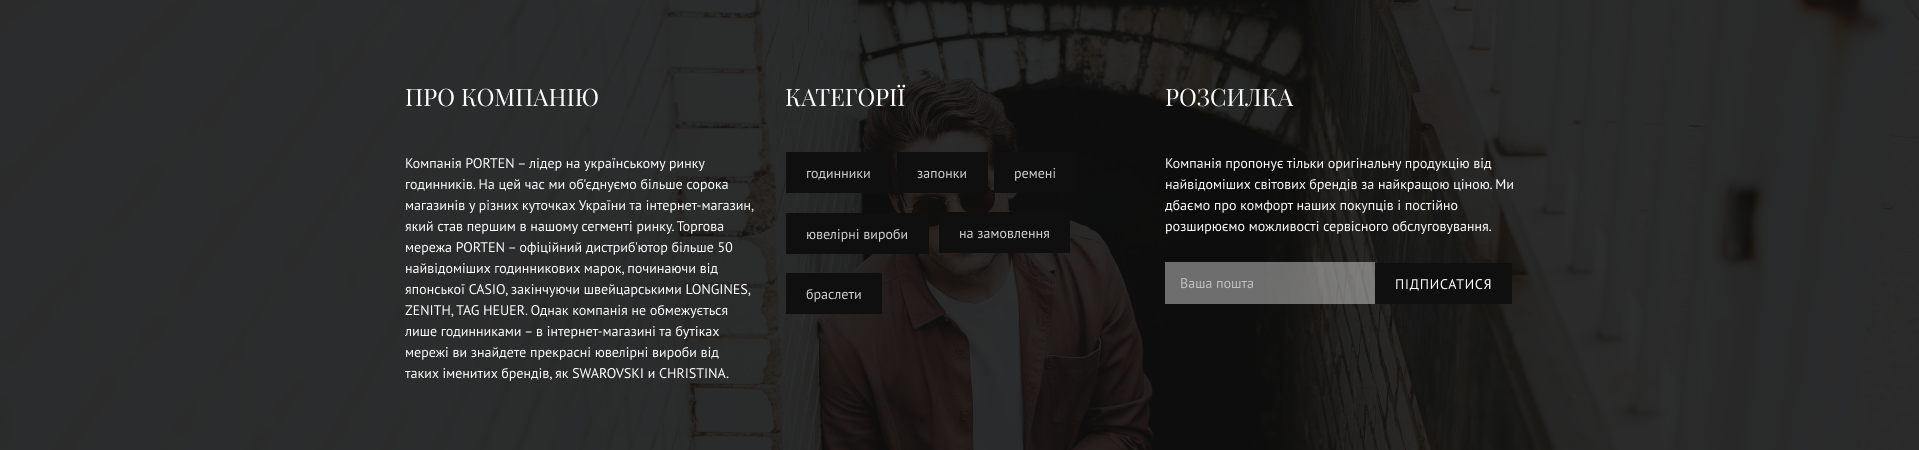 ПРО КОМПАНІЮ
Компанія PORTEN – лідер на українському ринку
годинників. На цей час ми об'єднуємо більше сорока
магазинів у різних куточках України та інтернет-магазин,
який став першим в нашому сегменті ринку. Торгова
мережа PORTEN – офіційний дистриб'ютор більше 50
найвідоміших годинникових марок, починаючи від
японської CASIO, закінчуючи швейцарськими LONGINES,
ZENITH, TAG HEUER. Однак компанія не обмежується
лише годинниками – в інтернет-магазині та бутіках
мережі ви знайдете прекрасні ювелірні вироби від
таких іменитих брендів, як SWAROVSKI и CHRISTINA.
КАТЕГОРІЇ
годинники запонки ремені
ювелірні вироби на замовлення
браслети
РОЗСИЛКА
Компанія пропонує тільки оригінальну продукцію від
найвідоміших світових брендів за найкращою ціною. Ми
дбаємо про комфорт наших покупців і постійно
розширюємо можливості сервісного обслуговування.
Ваша пошта ПІДПИСАТИСЯ